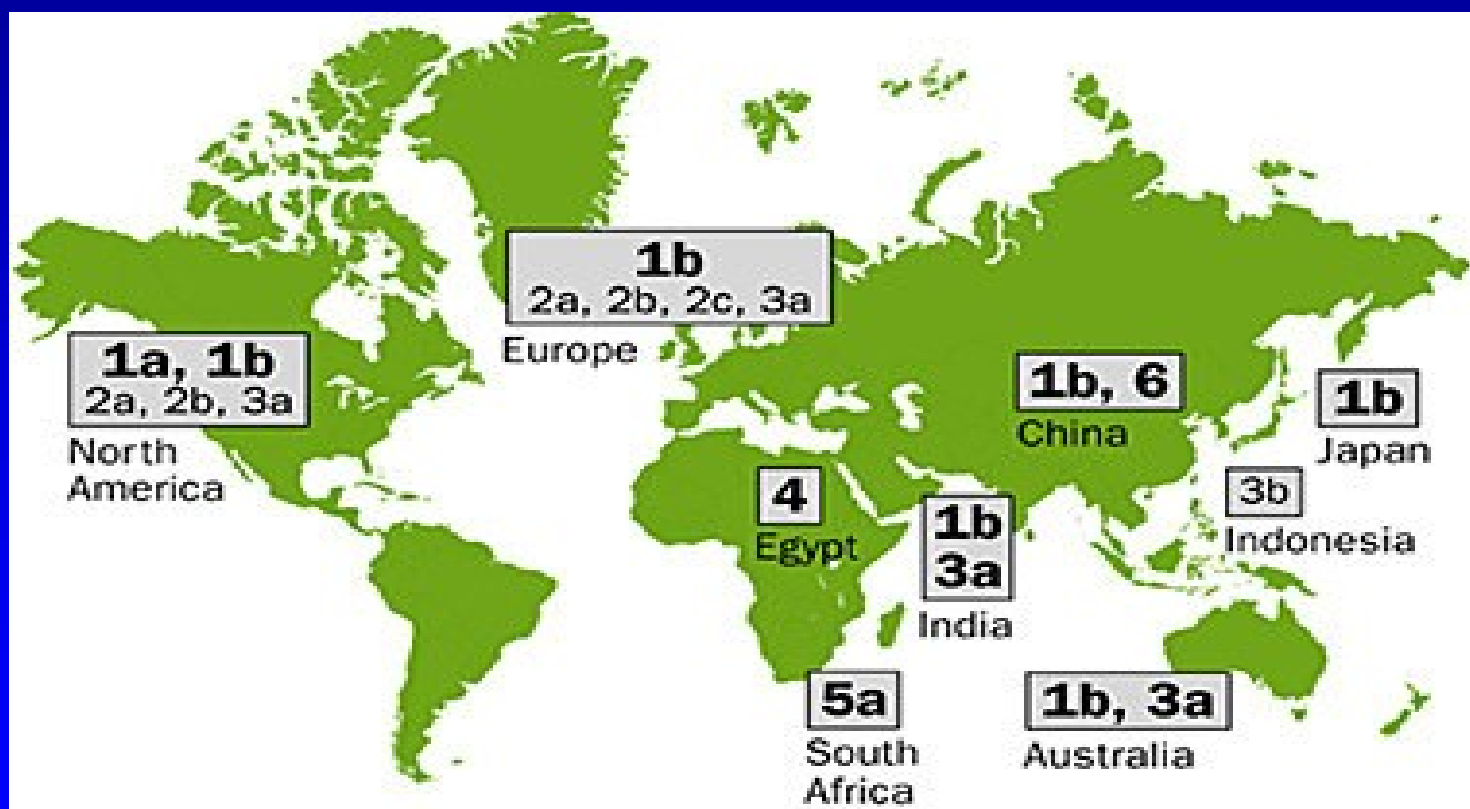 1b
2a, 2b, 2c, 3a
Europe
1a, 1b
2a, 2b, 3a
North
America
1b, 6
China
1b
Japan
4
Egypt
1b
3a
India
3b
Indonesia
5a
South
Africa
1b, 3a
Australia